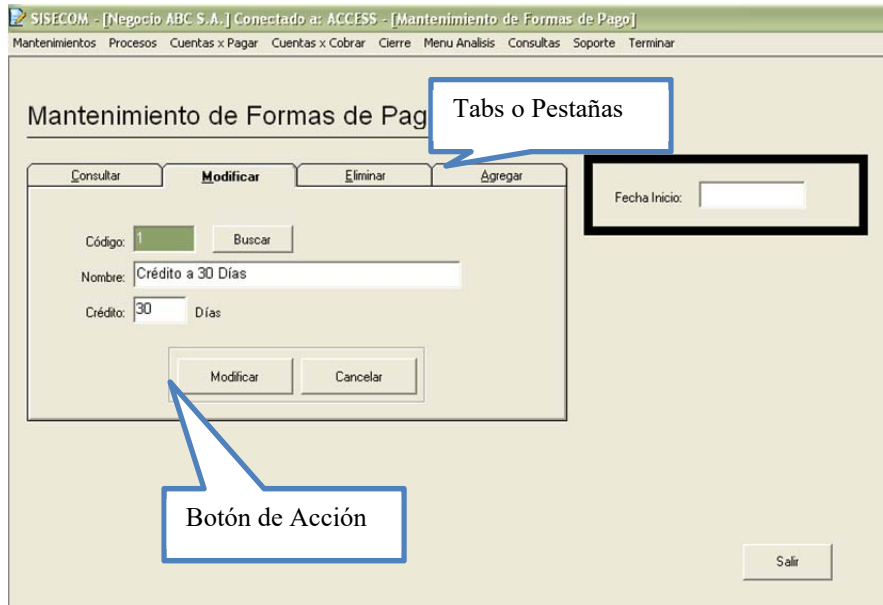 SISECOM - [Negocio ABC S.A.] Conectado a: ACCESS - [Mantenimiento de Formas de Pago]
Mantenimientos Procesos Cuentas x Pagar Cuentas x Cobrar Cierre Menu Analisis Consultas Soporte Terminar
Mantenimiento de Formas de Pag
Tabs o Pestañas
Consultar Modificar Eliminar Agregar
Fecha Inicio:
Código: 1 Buscar
Nombre: Crédito a 30 Días
Crédito: 30 Días
Modificar Cancelar
Botón de Acción
Salir